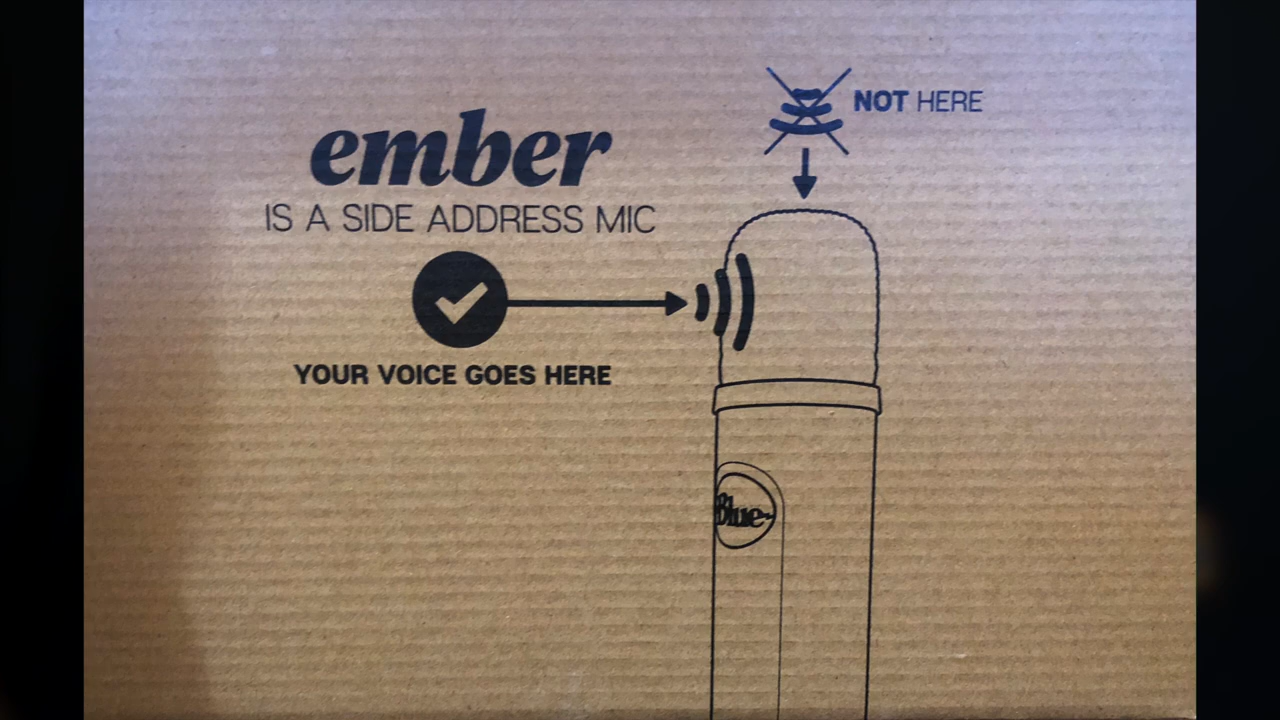 ember
IS A SIDE ADDRESS MIC
YOUR VOICE GOES HERE
NOT HERE
Blue